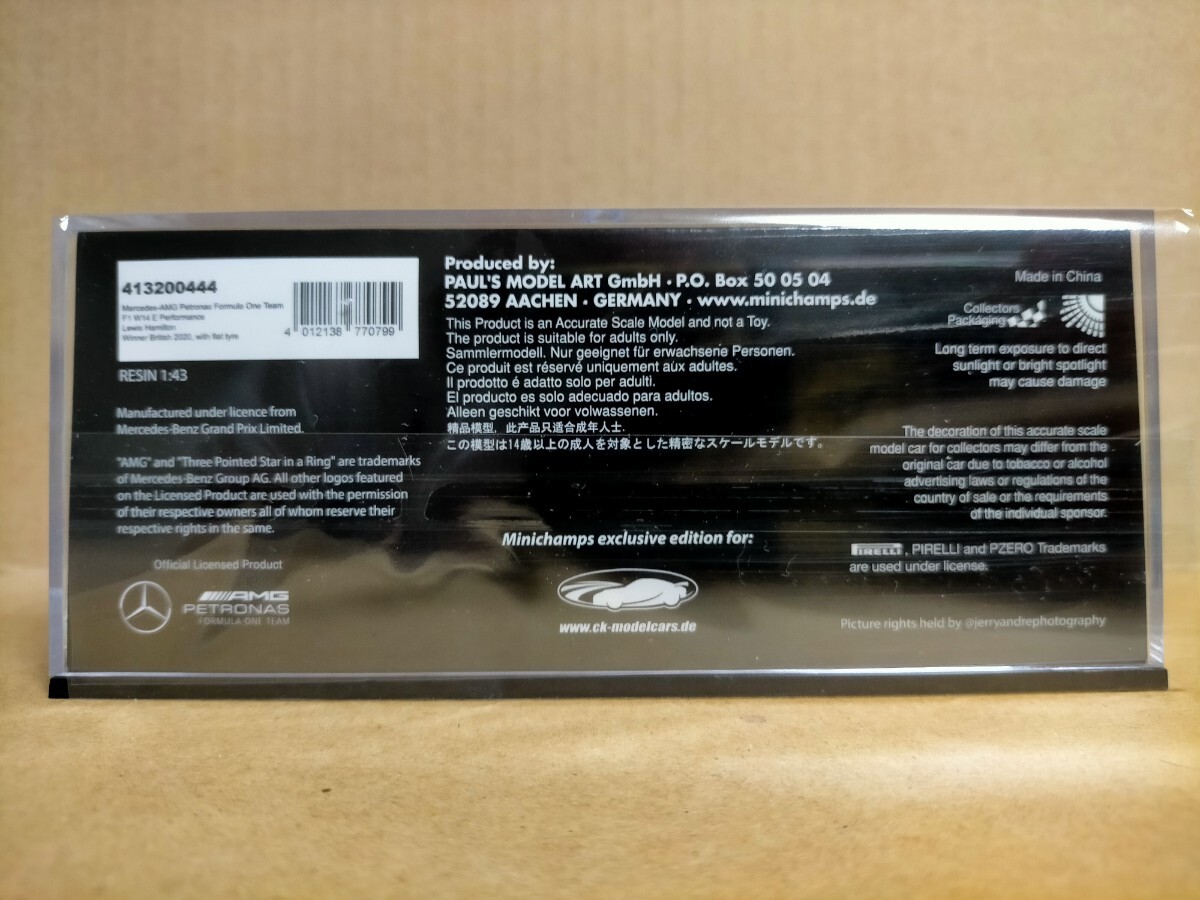 413200444
Mercedes-AMG Petronas Formula One Team
F1 W14 E Performance
Lewis Hamilton
Winner British 2020, with flat tyre
4 012138 770799
RESIN 1:43
Manufactured under licence from
Mercedes-Benz Grand Prix Limited.
"AMG" and "Three Pointed Star in a Ring" are trademarks
of Mercedes-Benz Group AG. All other logos featured
on the Licensed Product are used with the permission
of their respective owners all of whom reserve their
respective rights in the same.
Official Licensed Product
AMG
PETRONAS
FORMULA ONE TEAM
Produced by:
PAUL'S MODEL ART GmbH · P.O. Box 50 05 04
52089 AACHEN · GERMANY · www.minichamps.de
This Product is an Accurate Scale Model and not a Toy.
The product is suitable for adults only.
Sammlermodell. Nur geeignet für erwachsene Personen.
Ce produit est réservé uniquement aùx adultes.
Il prodotto é adatto solo per adulti.
El producto es solo adecuado para adultos.
Alleen geschikt voor volwassenen.
精品模型，此产品只适合成年人士.
この模型は14歳以上の成人を対象とした精密なスケールモデルです。
Minichamps exclusive edition for:
www.ck-modelcars.de
Made in China
Collectors
Packaging
Long term exposure to direct
sunlight or bright spotlight
may cause damage
The decoration of this accurate scale
model car for collectors may differ from the
original car due to tobacco or alcohol
advertising laws or regulations of the
country of sale or the requirements
of the individual sponsor.
PIRELLI, PIRELLI and PZERO Trademarks
are used under license.
Picture rights held by @jerryandrephotography